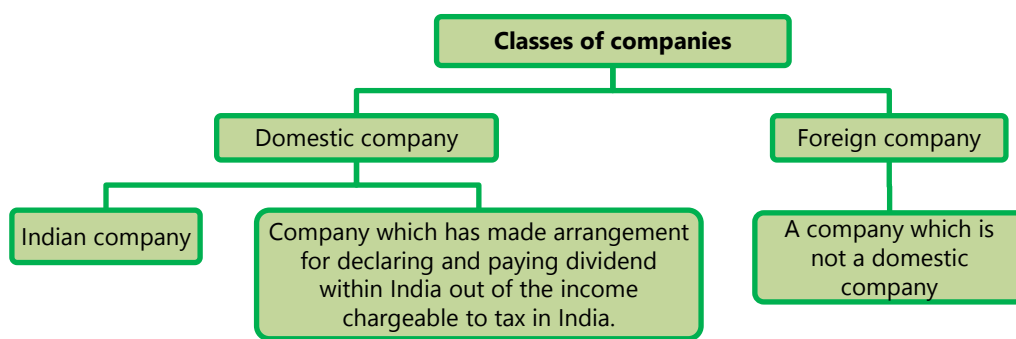 Classes of companies
Domestic company
Foreign company
Indian company
Company which has made arrangement
for declaring and paying dividend
within India out of the income
chargeable to tax in India.
A company which is
not a domestic
company